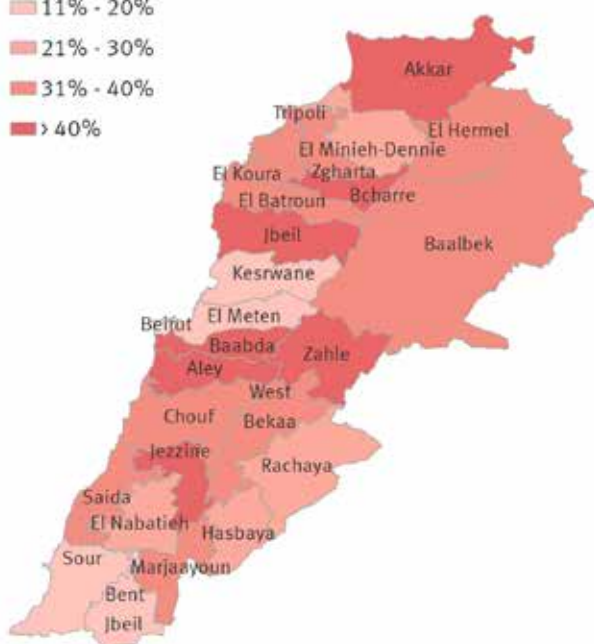 11% - 20%
21% - 30%
31% - 40%
> 40%
Akkar
Tripoli
El Hermel
El Minieh-Dennie
El Koura
Zgharta
Bcharre
El Batroun
Jbeil
Baalbek
Kesrwane
El Meten
Beirut
Baabda
Zahle
Aley
West
Bekaa
Chouf
Jezzine
Rachaya
Saida
El Nabatieh
Hasbaya
Sour
Marjaayoun
Bent
Jbeil